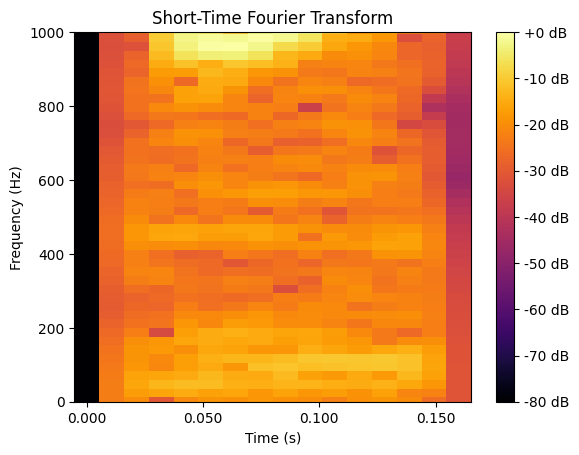 Short-Time Fourier Transform
Frequency (Hz)
1000
800
600
400
200
0
0.000
0.050
0.100
0.150
Time (s)
+0 dB
-10 dB
-20 dB
-30 dB
-40 dB
-50 dB
-60 dB
-70 dB
-80 dB